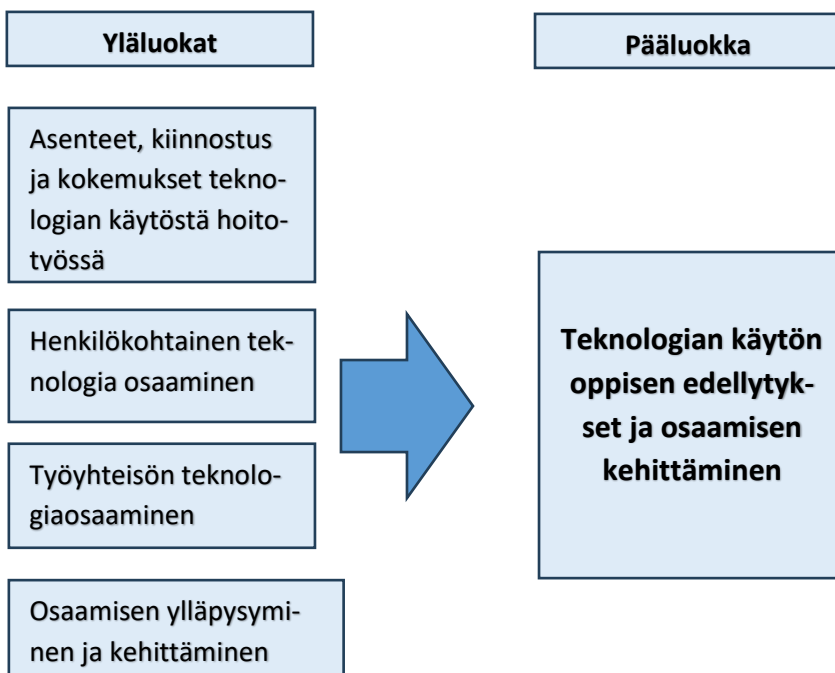 Yläluokat
Pääluokka
Asenteet, kiinnostus
ja kokemukset tekno-
logian käytöstä hoito-
työssä
Henkilökohtainen tek-
nologia osaaminen
Työyhteisön teknolo-
giaosaaminen
Osaamisen ylläpysymi-
nen ja kehittäminen
Teknologian käytön
oppisen edellytyk-
set ja osaamisen
kehittäminen